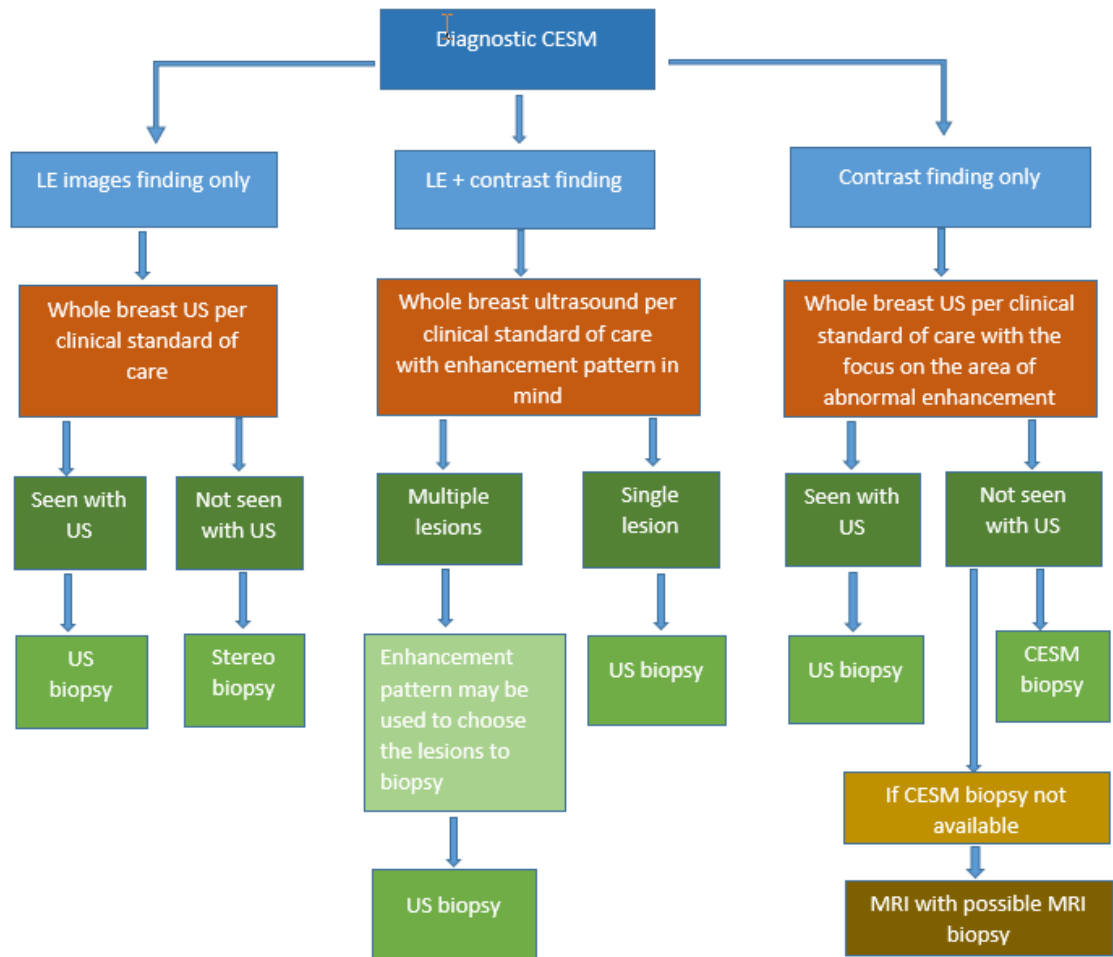 Diagnostic CESM
LE images finding only
LE + contrast finding
Contrast finding only
Whole breast US per
clinical standard of
care
Whole breast ultrasound per
clinical standard of care
with enhancement pattern in
mind
Whole breast US per clinical
standard of care with the
focus on the area of
abnormal enhancement
Seen with
US
Not seen
with US
Multiple
lesions
Single
lesion
Seen with
US
Not seen
with US
US
biopsy
Stereo
biopsy
Enhancement
pattern may be
used to choose
the lesions to
biopsy
US biopsy
US biopsy
CESM
biopsy
If CESM biopsy not
available
US biopsy
MRI with possible MRI
biopsy